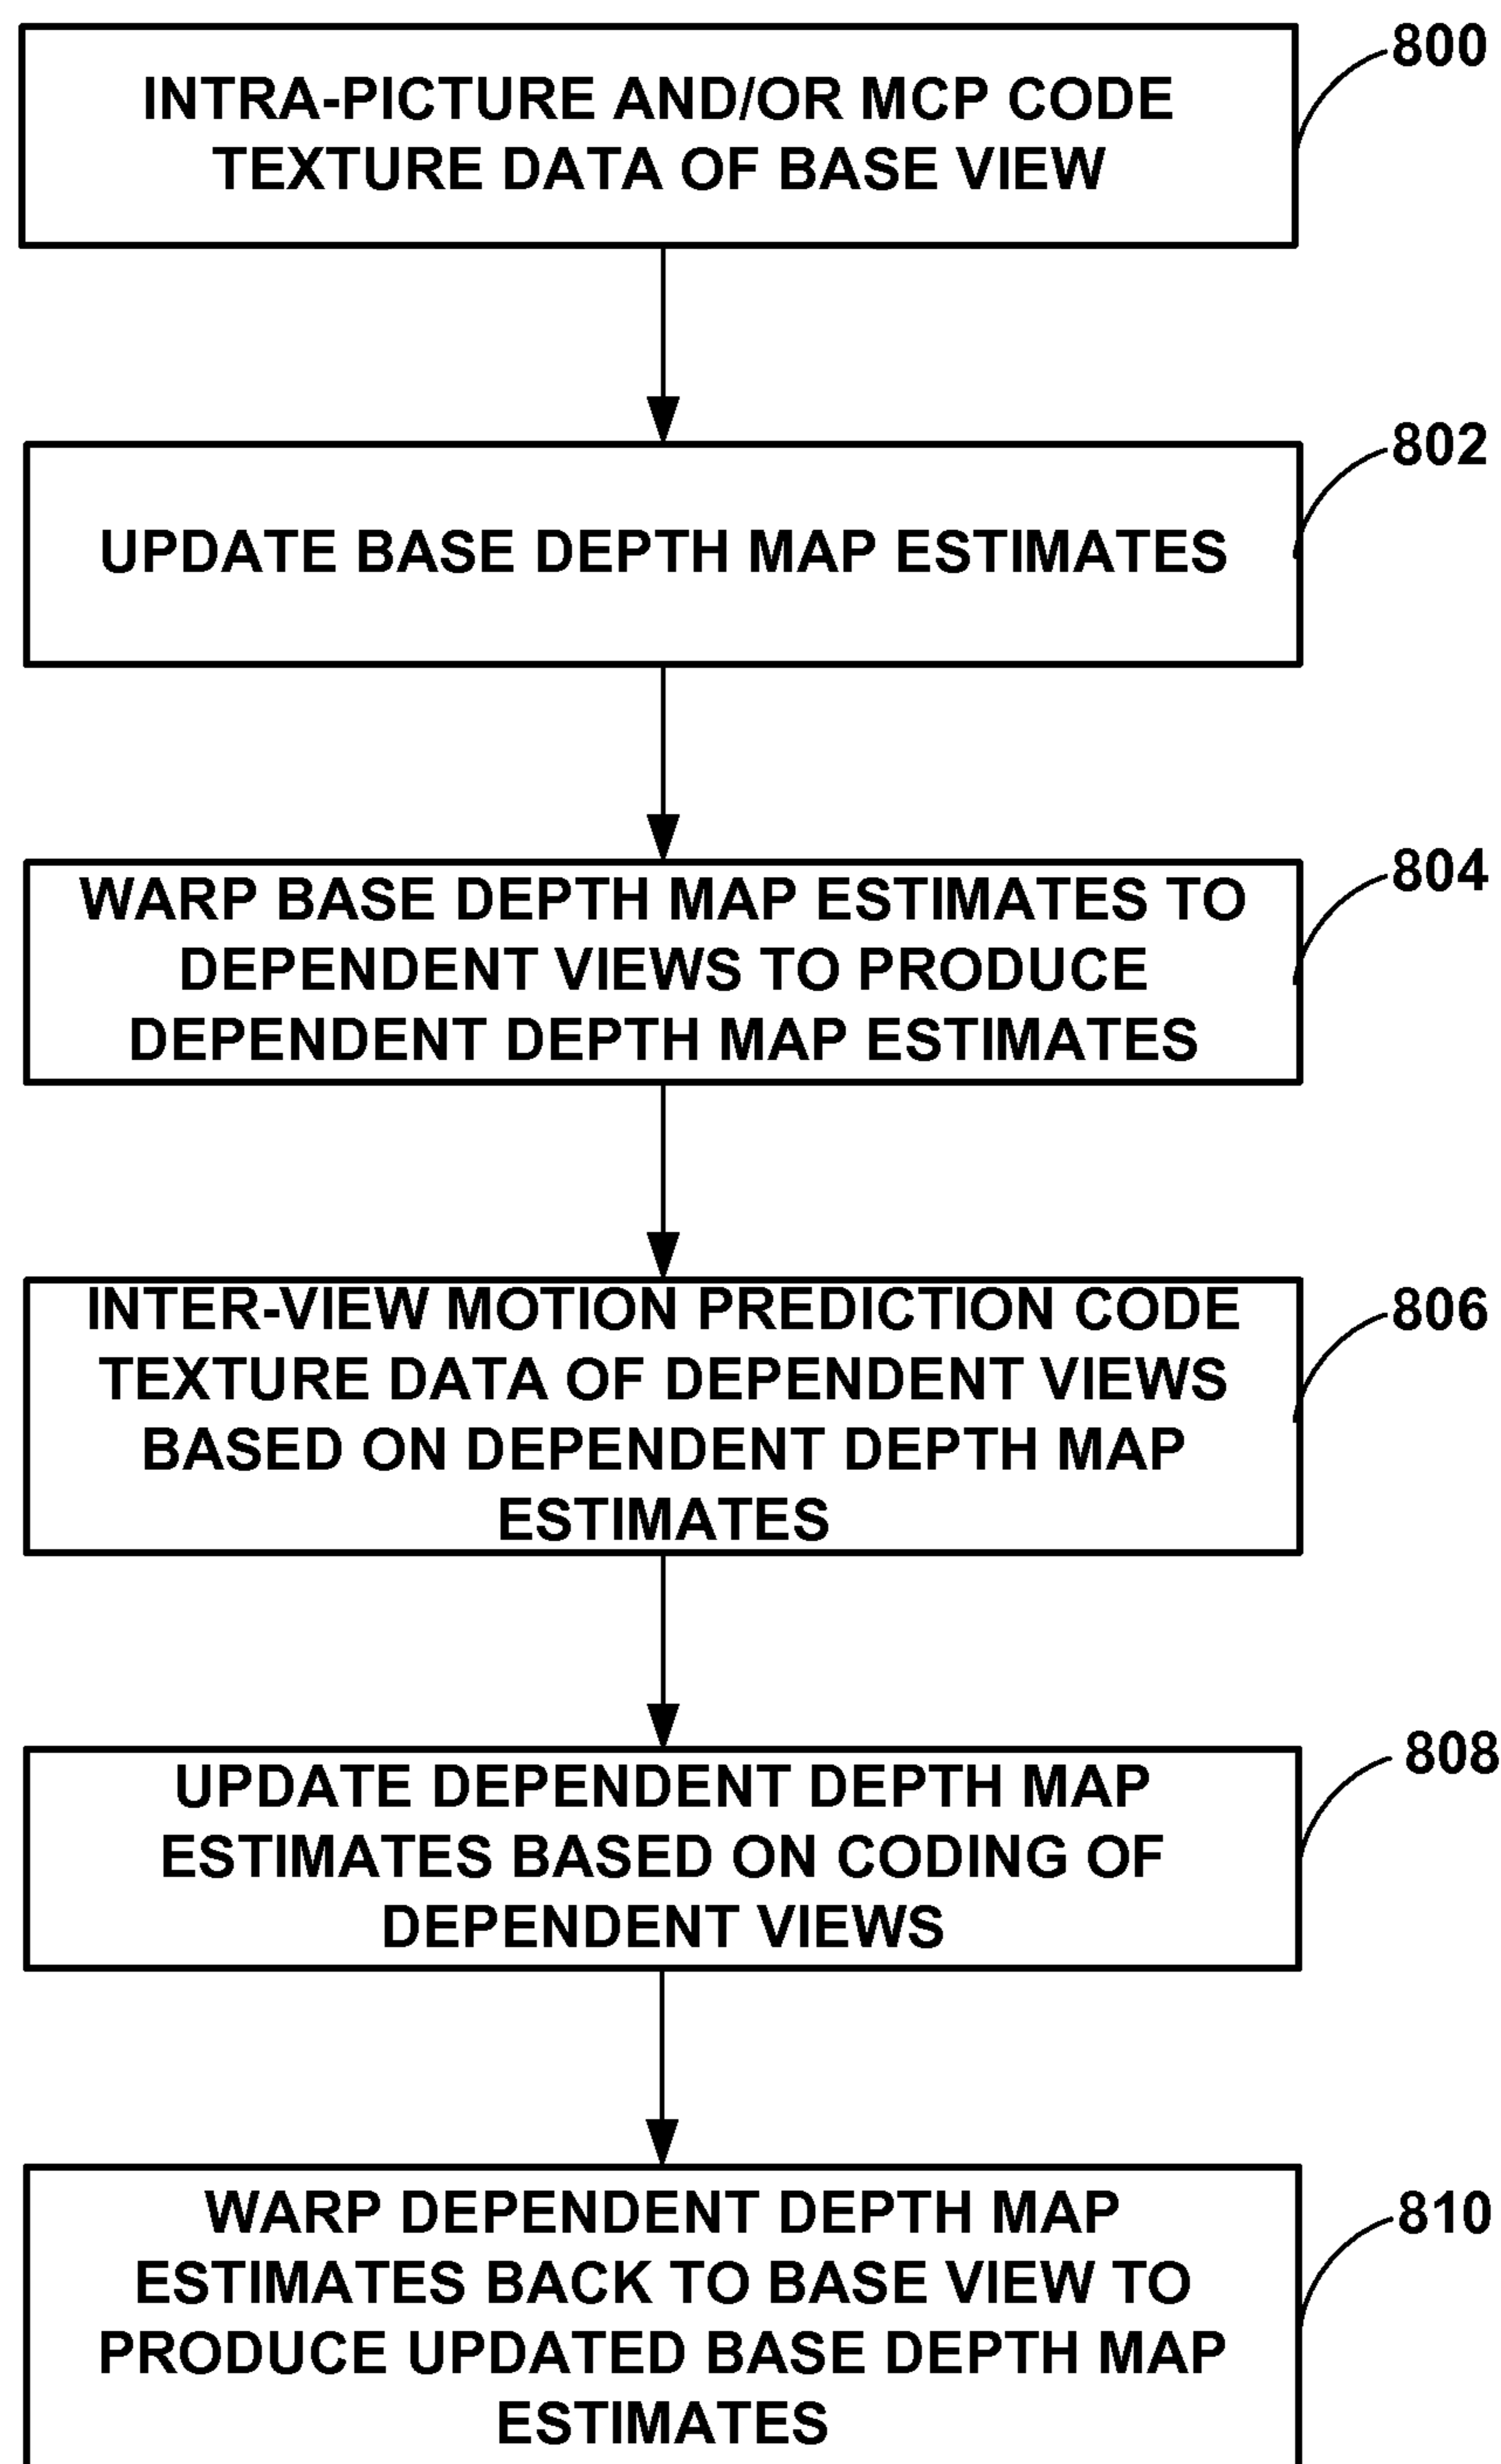 800
INTRA-PICTURE AND/OR MCP CODE
TEXTURE DATA OF BASE VIEW
802
UPDATE BASE DEPTH MAP ESTIMATES
804
WARP BASE DEPTH MAP ESTIMATES TO
DEPENDENT VIEWS TO PRODUCE
DEPENDENT DEPTH MAP ESTIMATES
806
INTER-VIEW MOTION PREDICTION CODE
TEXTURE DATA OF DEPENDENT VIEWS
BASED ON DEPENDENT DEPTH MAP
ESTIMATES
808
UPDATE DEPENDENT DEPTH MAP
ESTIMATES BASED ON CODING OF
DEPENDENT VIEWS
810
WARP DEPENDENT DEPTH MAP
ESTIMATES BACK TO BASE VIEW TO
PRODUCE UPDATED BASE DEPTH MAP
ESTIMATES